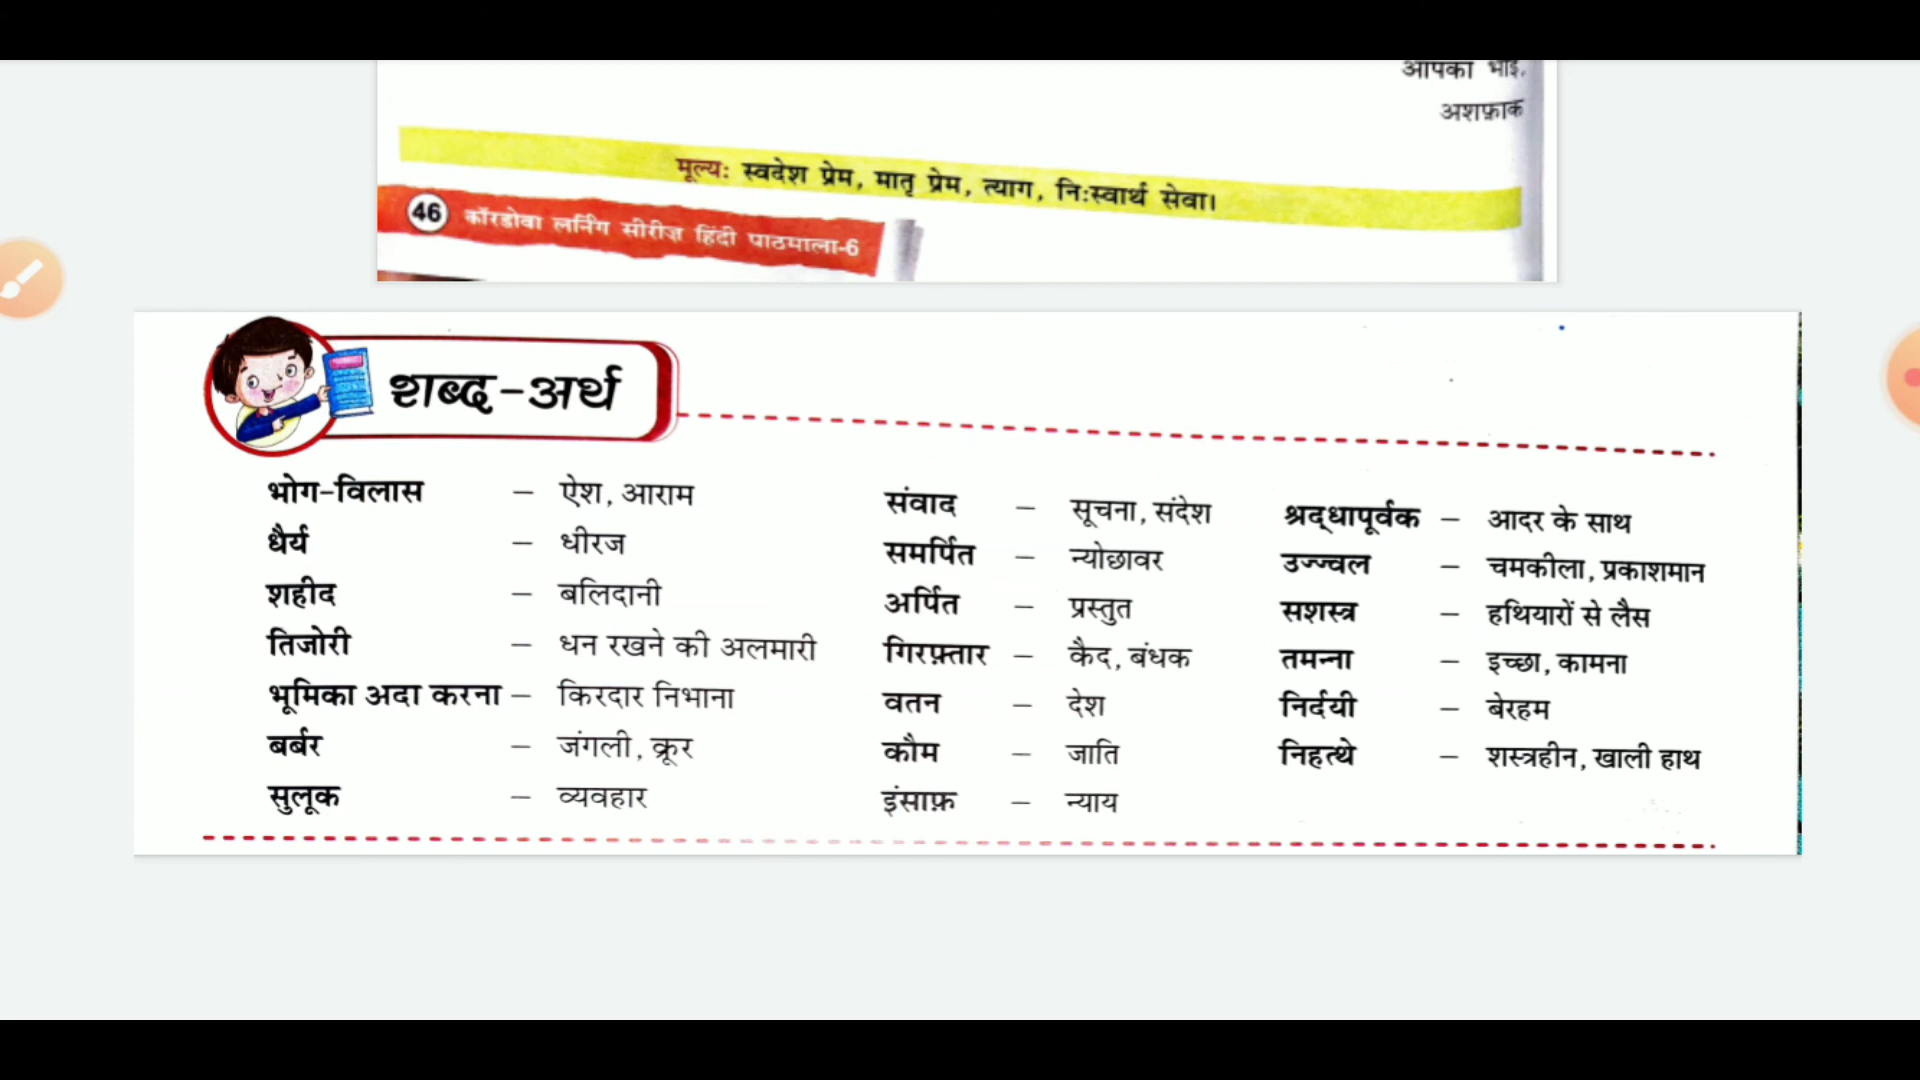 आपका भाई,
अशफ़ाक
मूल्य: स्वदेश प्रेम, मातृ प्रेम, त्याग, नि:स्वार्थ सेवा।
46 कॉरडोवा लर्निंग सीरीज़ हिंदी पाठमाला-6
शब्द-अर्थ
भोग-विलास – ऐश, आराम
धैर्य – धीरज
शहीद – बलिदानी
तिजोरी – धन रखने की अलमारी
भूमिका अदा करना – किरदार निभाना
बर्बर – जंगली, क्रूर
सुलूक – व्यवहार
संवाद – सूचना, संदेश
समर्पित – न्योछावर
अर्पित – प्रस्तुत
गिरफ़्तार – कैद, बंधक
वतन – देश
कौम – जाति
इंसाफ़ – न्याय
श्रद्‌धापूर्वक – आदर के साथ
उज्ज्वल – चमकीला, प्रकाशमान
सशस्त्र – हथियारों से लैस
तमन्ना – इच्छा, कामना
निर्दयी – बेरहम
निहत्थे – शस्त्रहीन, खाली हाथ